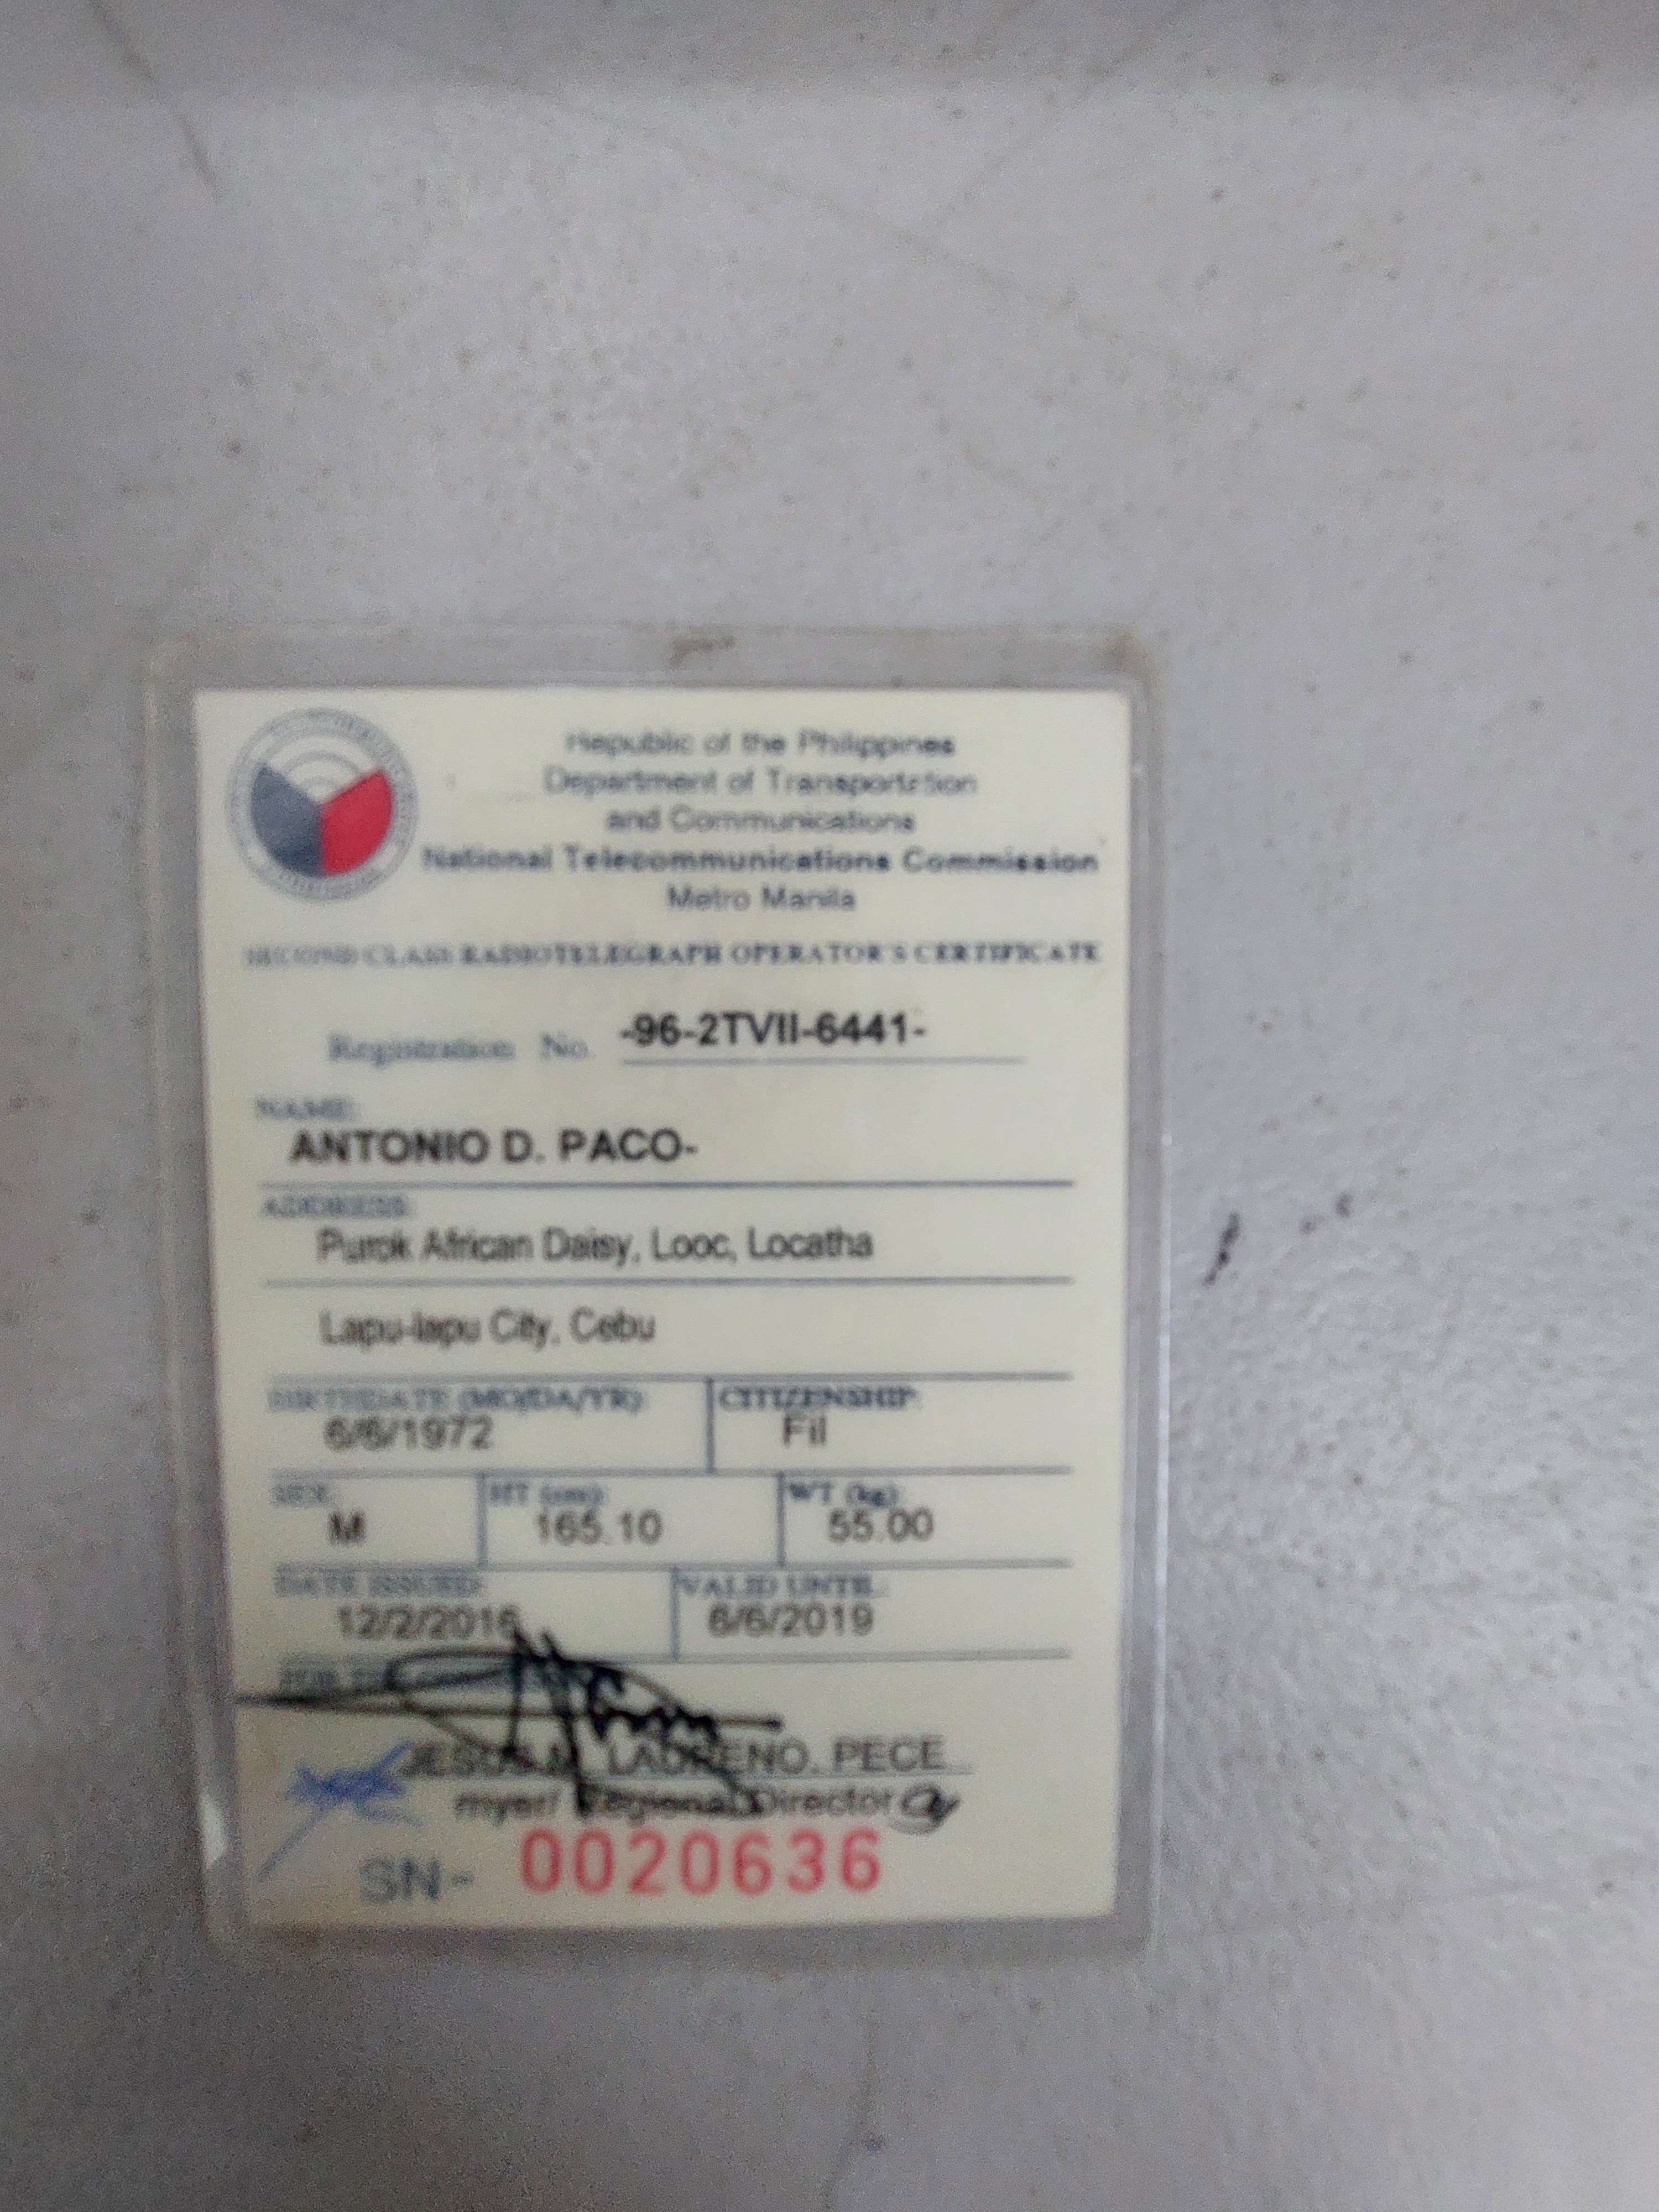 Republic of the Philippines
Department of Transportation
and Communications
National Telecommunications Commission
Metro Manila
SECOND CLASS RADIOTELEGRAPH OPERATOR'S CERTIFICATE
Registration No. -96-2TVII-6441-
NAME:
ANTONIO D. PACO-
ADDRESS:
Purok African Daisy, Looc, Locatha
Lapu-lapu City, Cebu
BIRTHDATE (MO/DA/YR): CITIZENSHIP:
6/6/1972 Fil
SEX: HT (cm): WT (kg):
M 165.10 55.00
DATE ISSUED: VALID UNTIL:
12/2/2016 6/6/2019
FOR
JESUS LAURENO, PECE
myer/ Regional Director
SN- 0020636